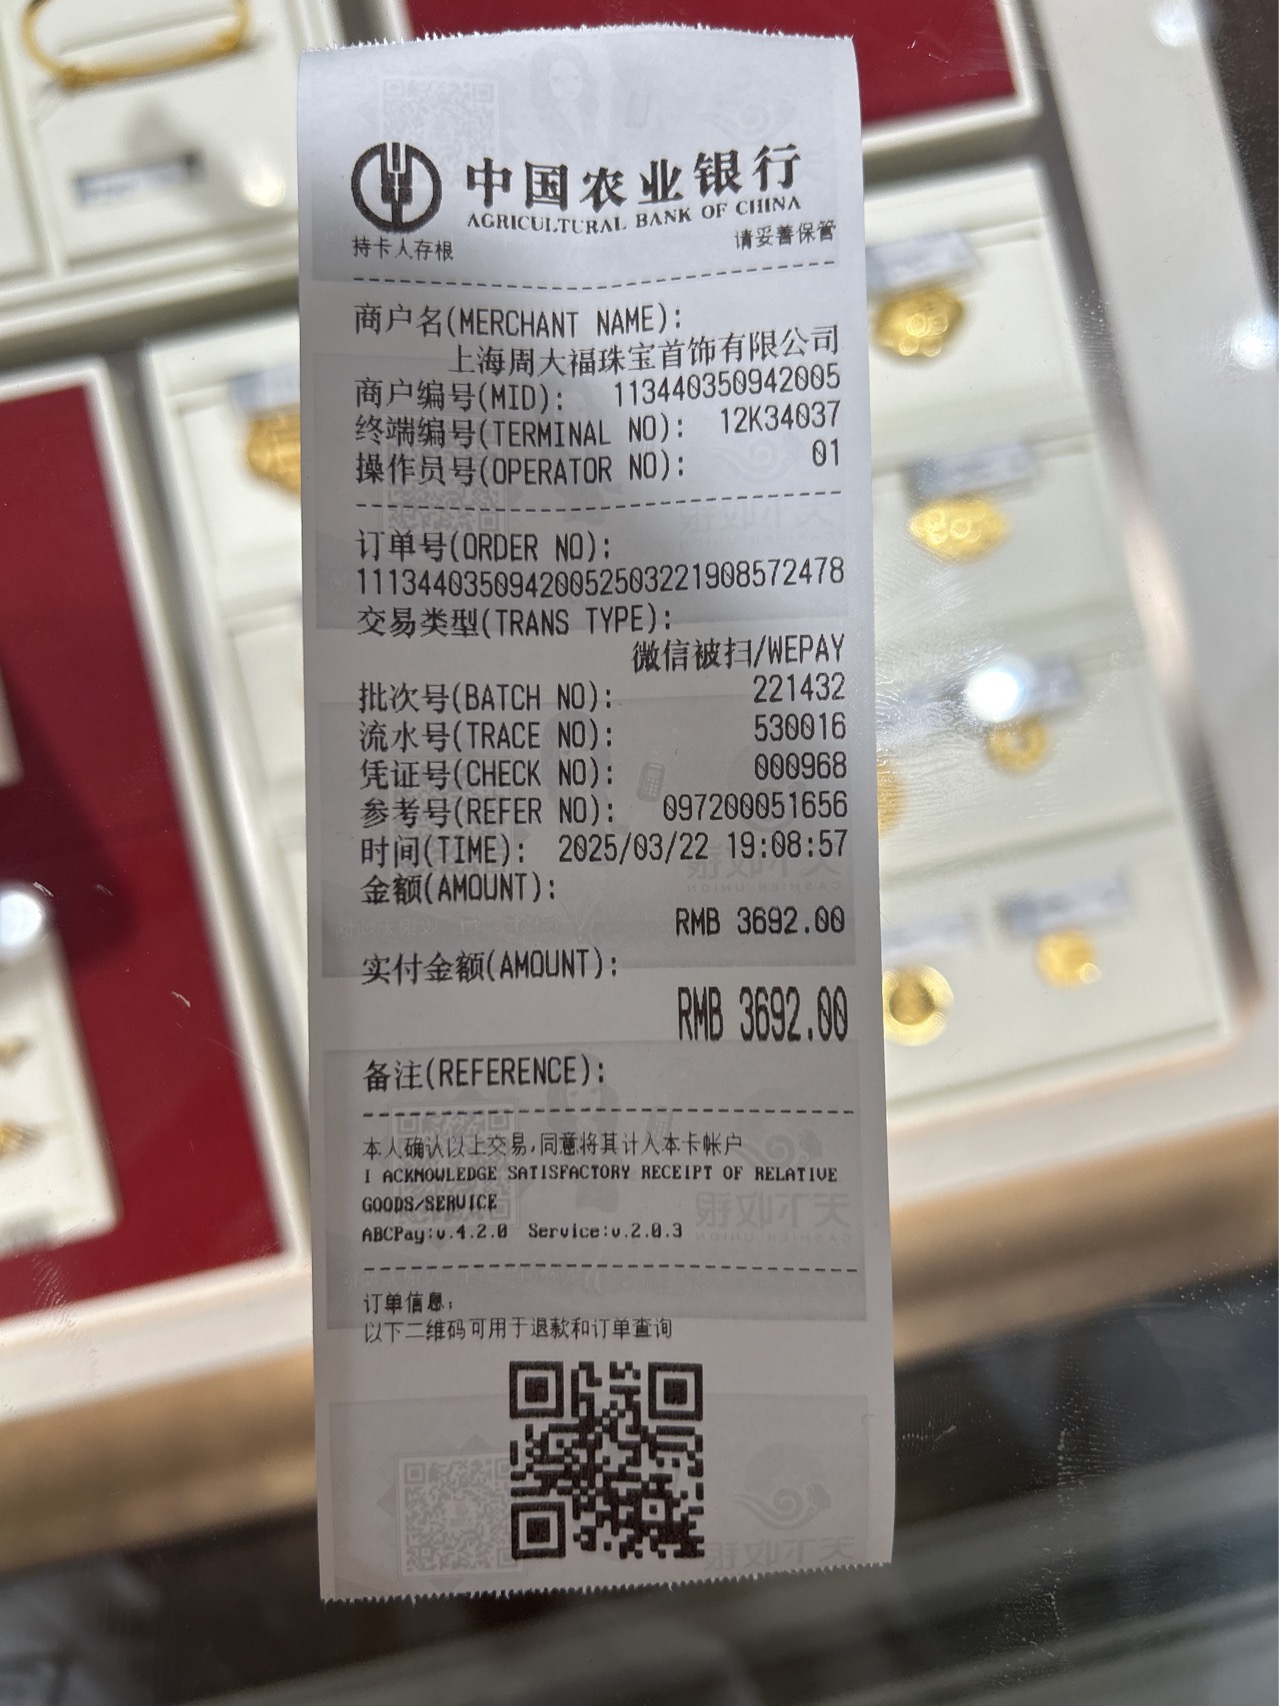 中国农业银行
AGRICULTURAL BANK OF CHINA
持卡人存根 请妥善保管
商户名(MERCHANT NAME):
上海周大福珠宝首饰有限公司
商户编号(MID): 113440350942005
终端编号(TERMINAL NO): 12K34037
操作员号(OPERATOR NO): 01
订单号(ORDER NO):
11134403509420052503221908572478
交易类型(TRANS TYPE):
微信被扫/WEPAY
批次号(BATCH NO): 221432
流水号(TRACE NO): 530016
凭证号(CHECK NO): 000968
参考号(REFER NO): 097200051656
时间(TIME): 2025/03/22 19:08:57
金额(AMOUNT):
RMB 3692.00
实付金额(AMOUNT):
RMB 3692.00
备注(REFERENCE):
本人确认以上交易,同意将其计入本卡帐户
I ACKNOWLEDGE SATISFACTORY RECEIPT OF RELATIVE
GOODS/SERVICE
ABCPay:v.4.2.0 Service:v.2.0.3
订单信息:
以下二维码可用于退款和订单查询